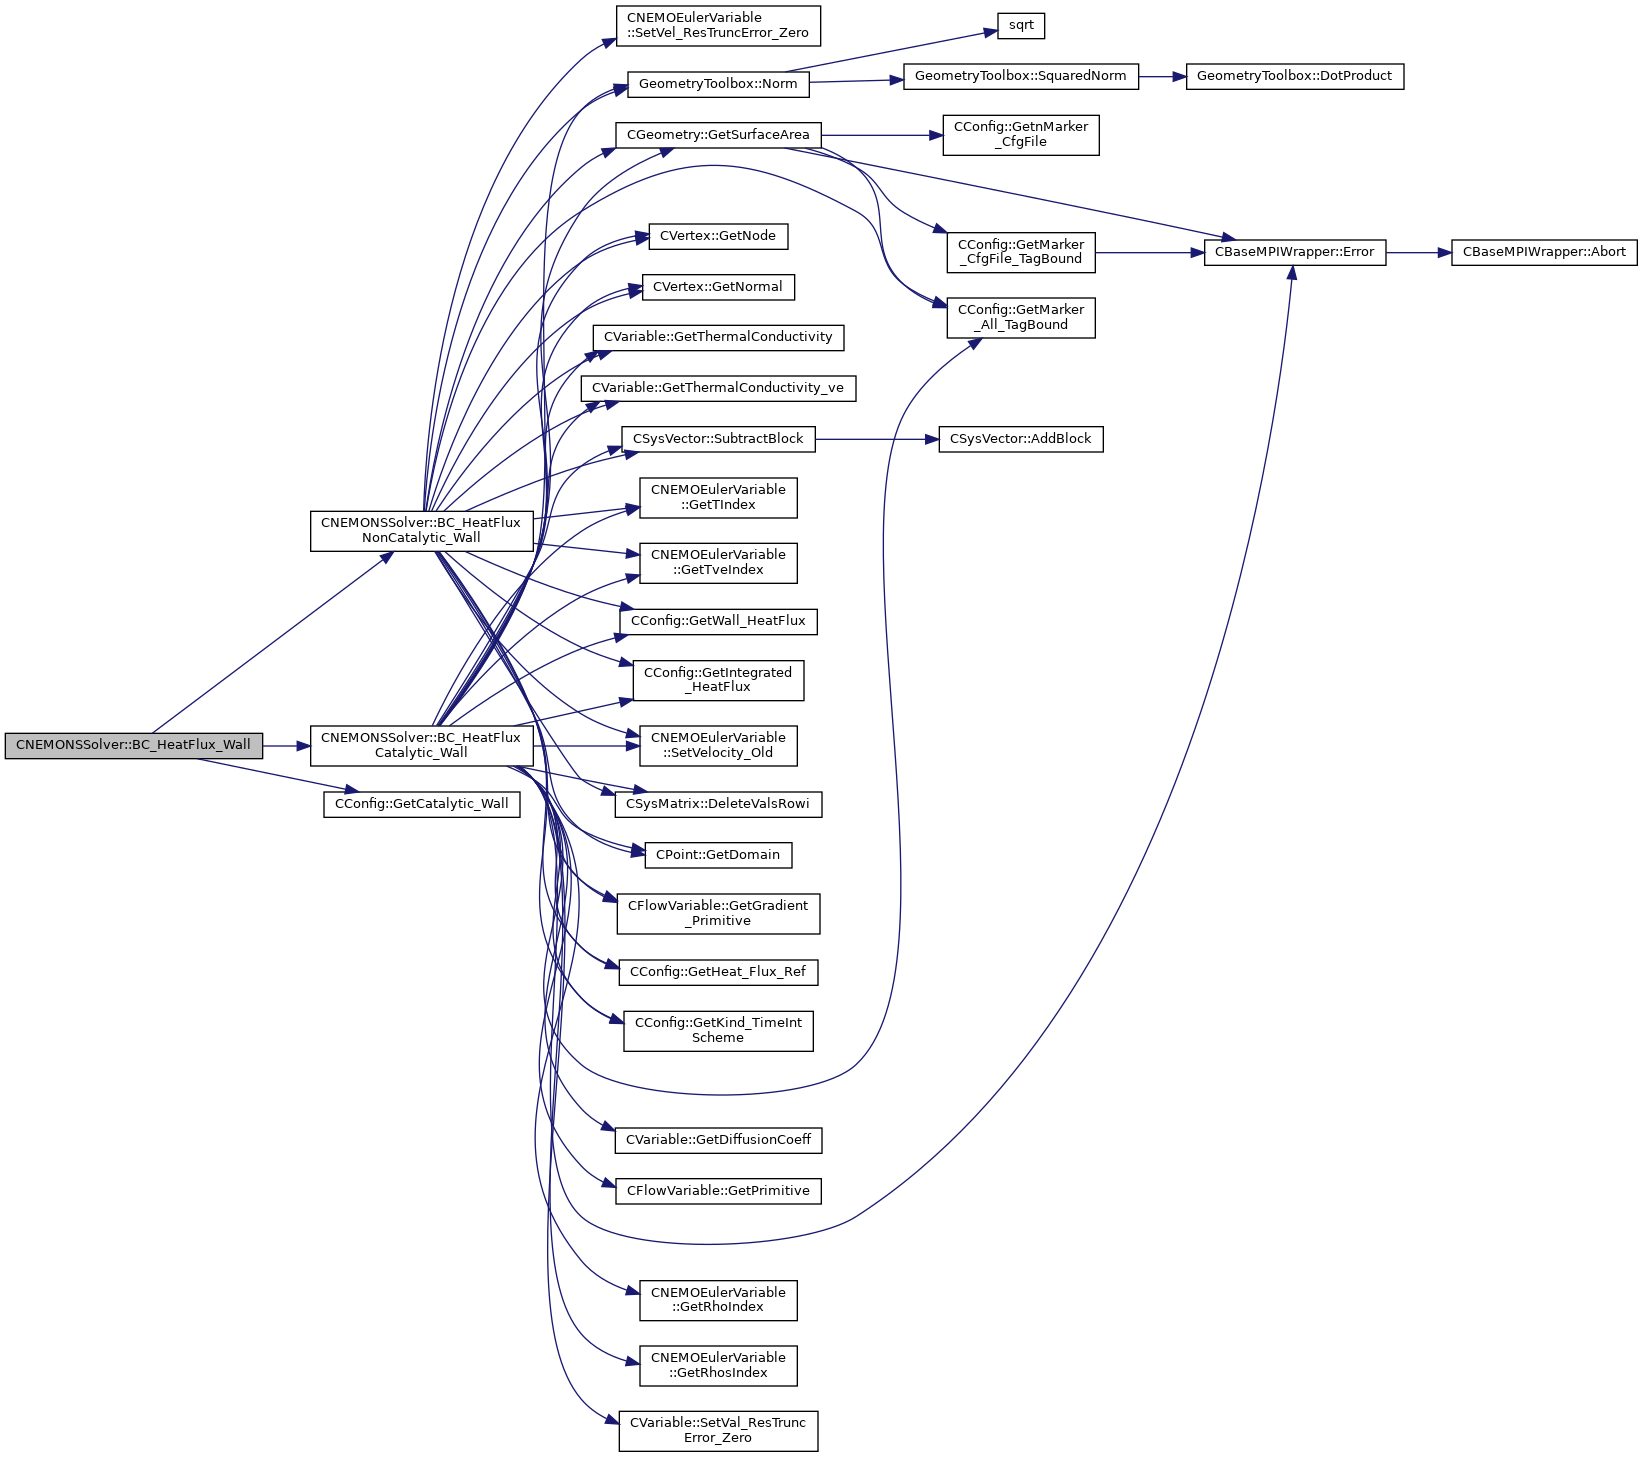 CNEMOEulerVariable
::SetVel_ResTruncError_Zero
sqrt
GeometryToolbox::Norm
GeometryToolbox::SquaredNorm
GeometryToolbox::DotProduct
CGeometry::GetSurfaceArea
CConfig::GetnMarker
_CfgFile
CVertex::GetNode
CConfig::GetMarker
_CfgFile_TagBound
CBaseMPIWrapper::Error
CBaseMPIWrapper::Abort
CVertex::GetNormal
CConfig::GetMarker
_All_TagBound
CVariable::GetThermalConductivity
CVariable::GetThermalConductivity_ve
CSysVector::SubtractBlock
CSysVector::AddBlock
CNEMOEulerVariable
::GetTIndex
CNEMONSSolver::BC_HeatFlux
NonCatalytic_Wall
CNEMOEulerVariable
::GetTveIndex
CConfig::GetWall_HeatFlux
CConfig::GetIntegrated
_HeatFlux
CNEMONSSolver::BC_HeatFlux_Wall
CNEMONSSolver::BC_HeatFlux
Catalytic_Wall
CNEMOEulerVariable
::SetVelocity_Old
CConfig::GetCatalytic_Wall
CSysMatrix::DeleteValsRowi
CPoint::GetDomain
CFlowVariable::GetGradient
_Primitive
CConfig::GetHeat_Flux_Ref
CConfig::GetKind_TimeInt
Scheme
CVariable::GetDiffusionCoeff
CFlowVariable::GetPrimitive
CNEMOEulerVariable
::GetRhoIndex
CNEMOEulerVariable
::GetRhosIndex
CVariable::SetVal_ResTrunc
Error_Zero